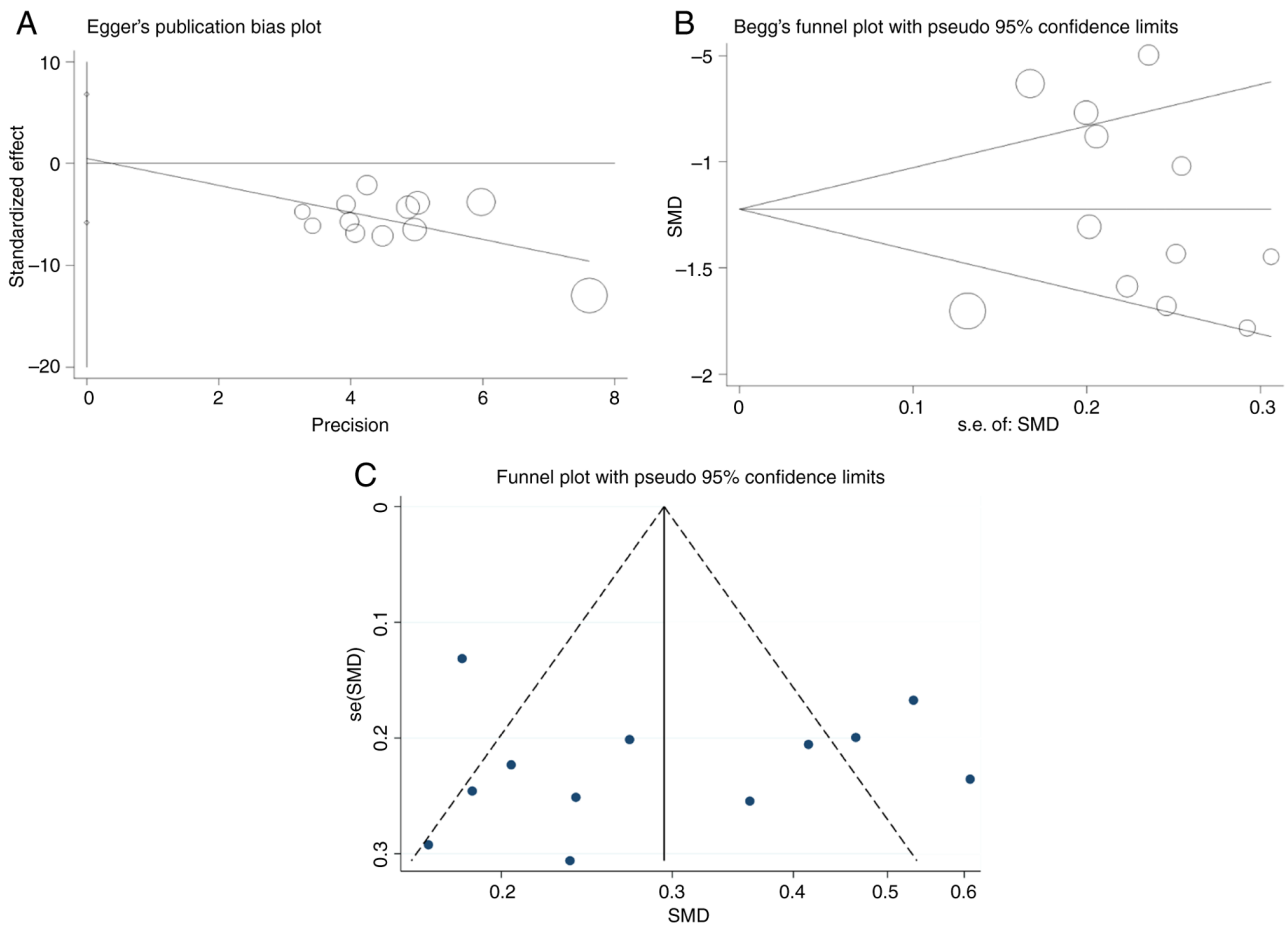 A
Egger's publication bias plot
10
0
–10
–20
Standardized effect
0
2
4
6
8
Precision
B
Begg's funnel plot with pseudo 95% confidence limits
–5
–1
–1.5
–2
SMD
0
0.1
0.2
0.3
s.e. of: SMD
C
Funnel plot with pseudo 95% confidence limits
0
0.1
0.2
0.3
se(SMD)
0.2
0.3
0.4
0.5
0.6
SMD